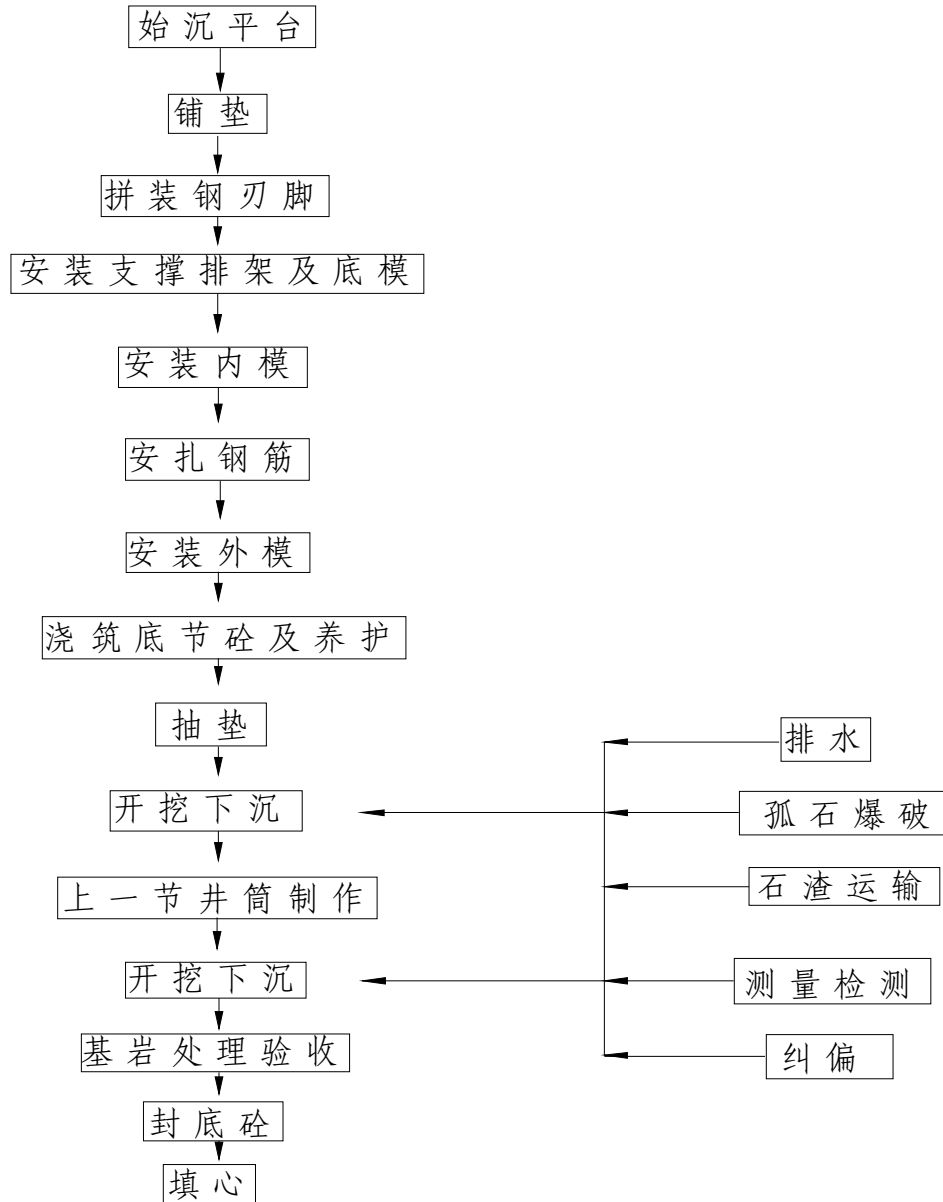 始沉平台
铺垫
拼装钢刃脚
安装支撑排架及底模
安装内模
安扎钢筋
安装外模
浇筑底节砼及养护
抽垫
排水
开挖下沉
孤石爆破
上一节井筒制作
石渣运输
开挖下沉
测量检测
基岩处理验收
纠偏
封底砼
填心